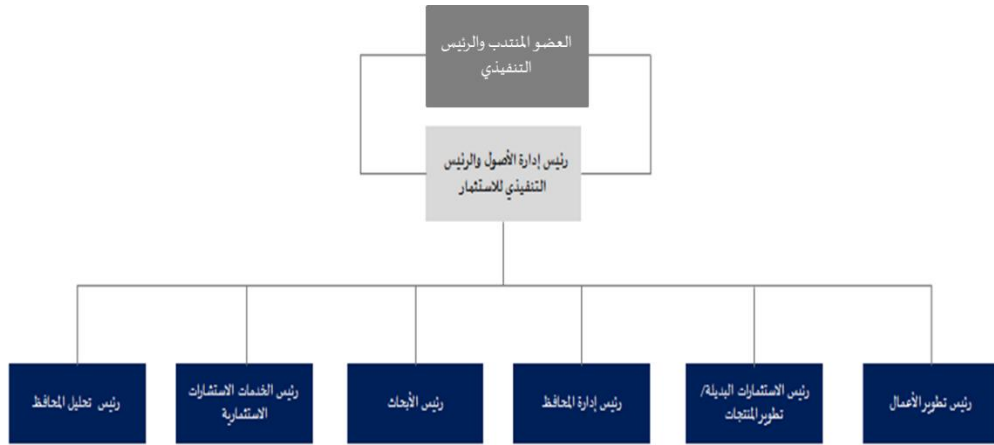 العضو المنتدب والرئيس
التنفيذي
رئيس إدارة الأصول والرئيس
التنفيذي للاستثمار
رئيس تطوير الأعمال
رئيس الاستثمارات البديلة/
تطوير المنتجات
رئيس إدارة المحافظ
رئيس الأبحاث
رئيس الخدمات الاستشارات
الاستثمارية
رئيس تحليل المحافظ